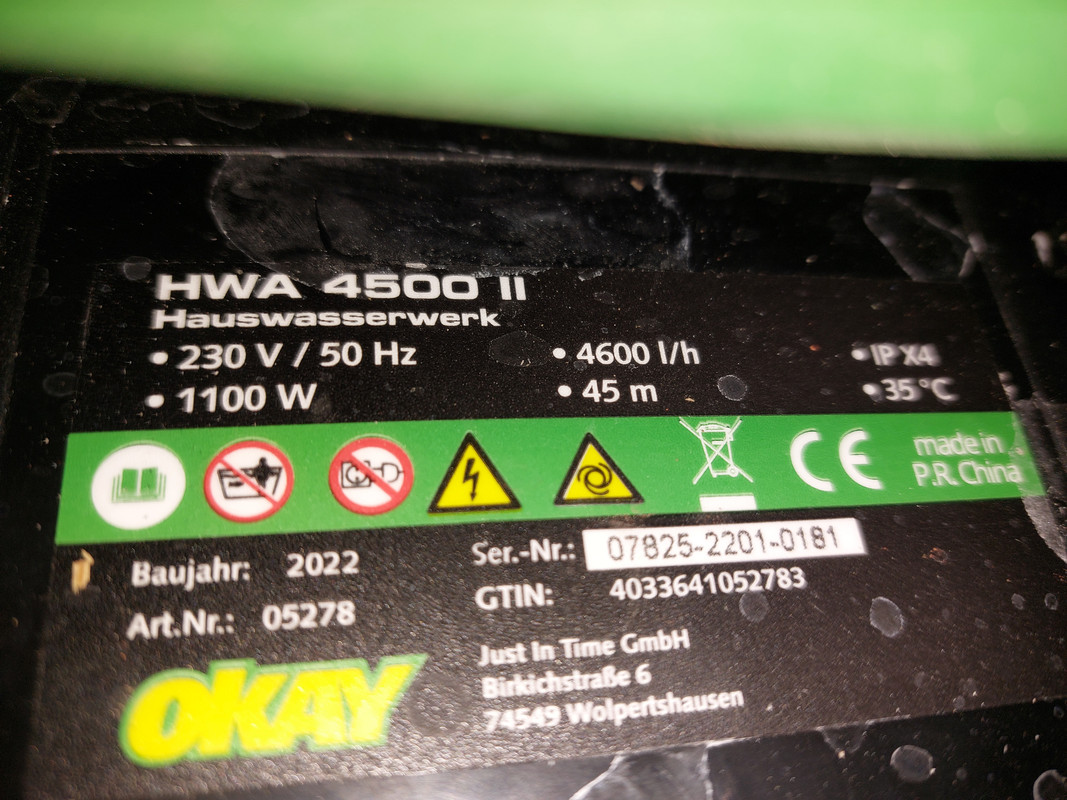 HWA 4500 II
Hauswasserwerk
• 230 V / 50 Hz • 4600 l/h • IP X4
• 1100 W • 45 m • 35 °C
CE made in
P.R. China
Baujahr: 2022 Ser.-Nr.: 07825-2201-0181
Art.Nr.: 05278 GTIN: 4033641052783
OKAY
Just In Time GmbH
Birkichstraße 6
74549 Wolpertshausen